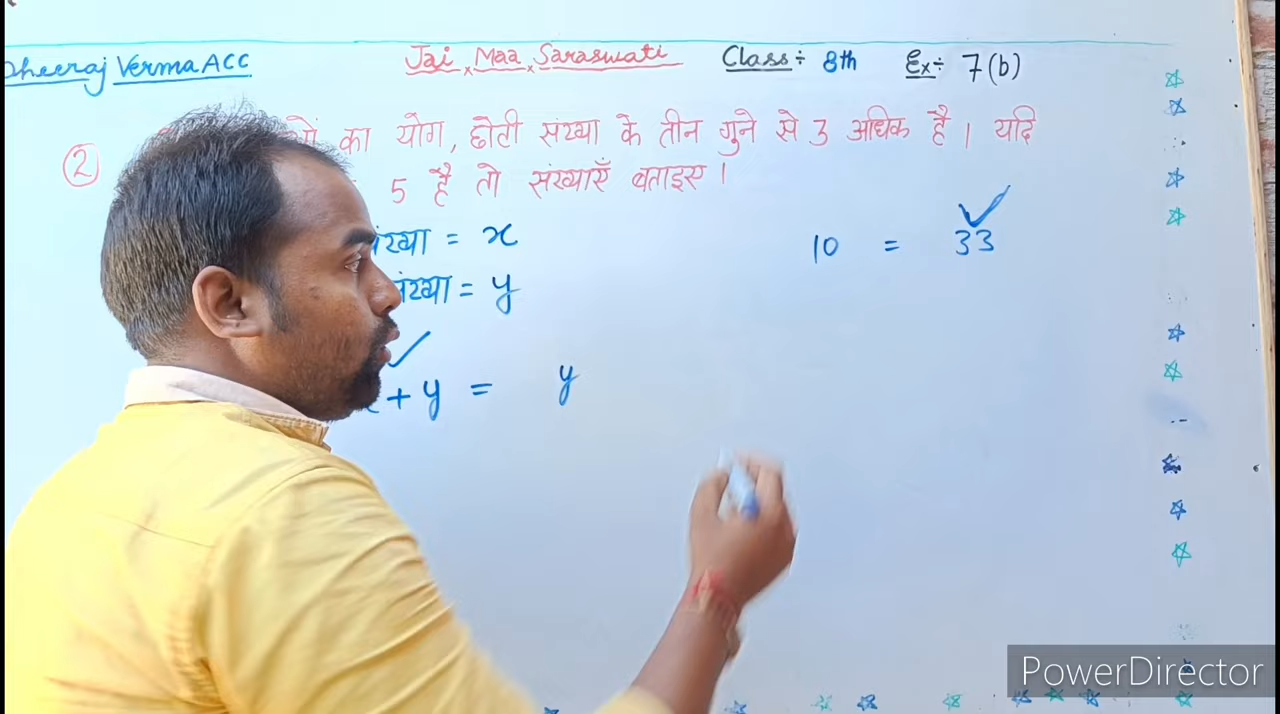 Dheeraj Verma ACC Jai Maa Saraswati Class÷ 8th Ex÷ 7(b)
② का योग, छोटी संख्या के तीन गुने से 3 अधिक है। यदि
5 है तो संख्याएँ बताइए।
संख्या = x 10 = 33
संख्या = y
+ y = y
PowerDirector